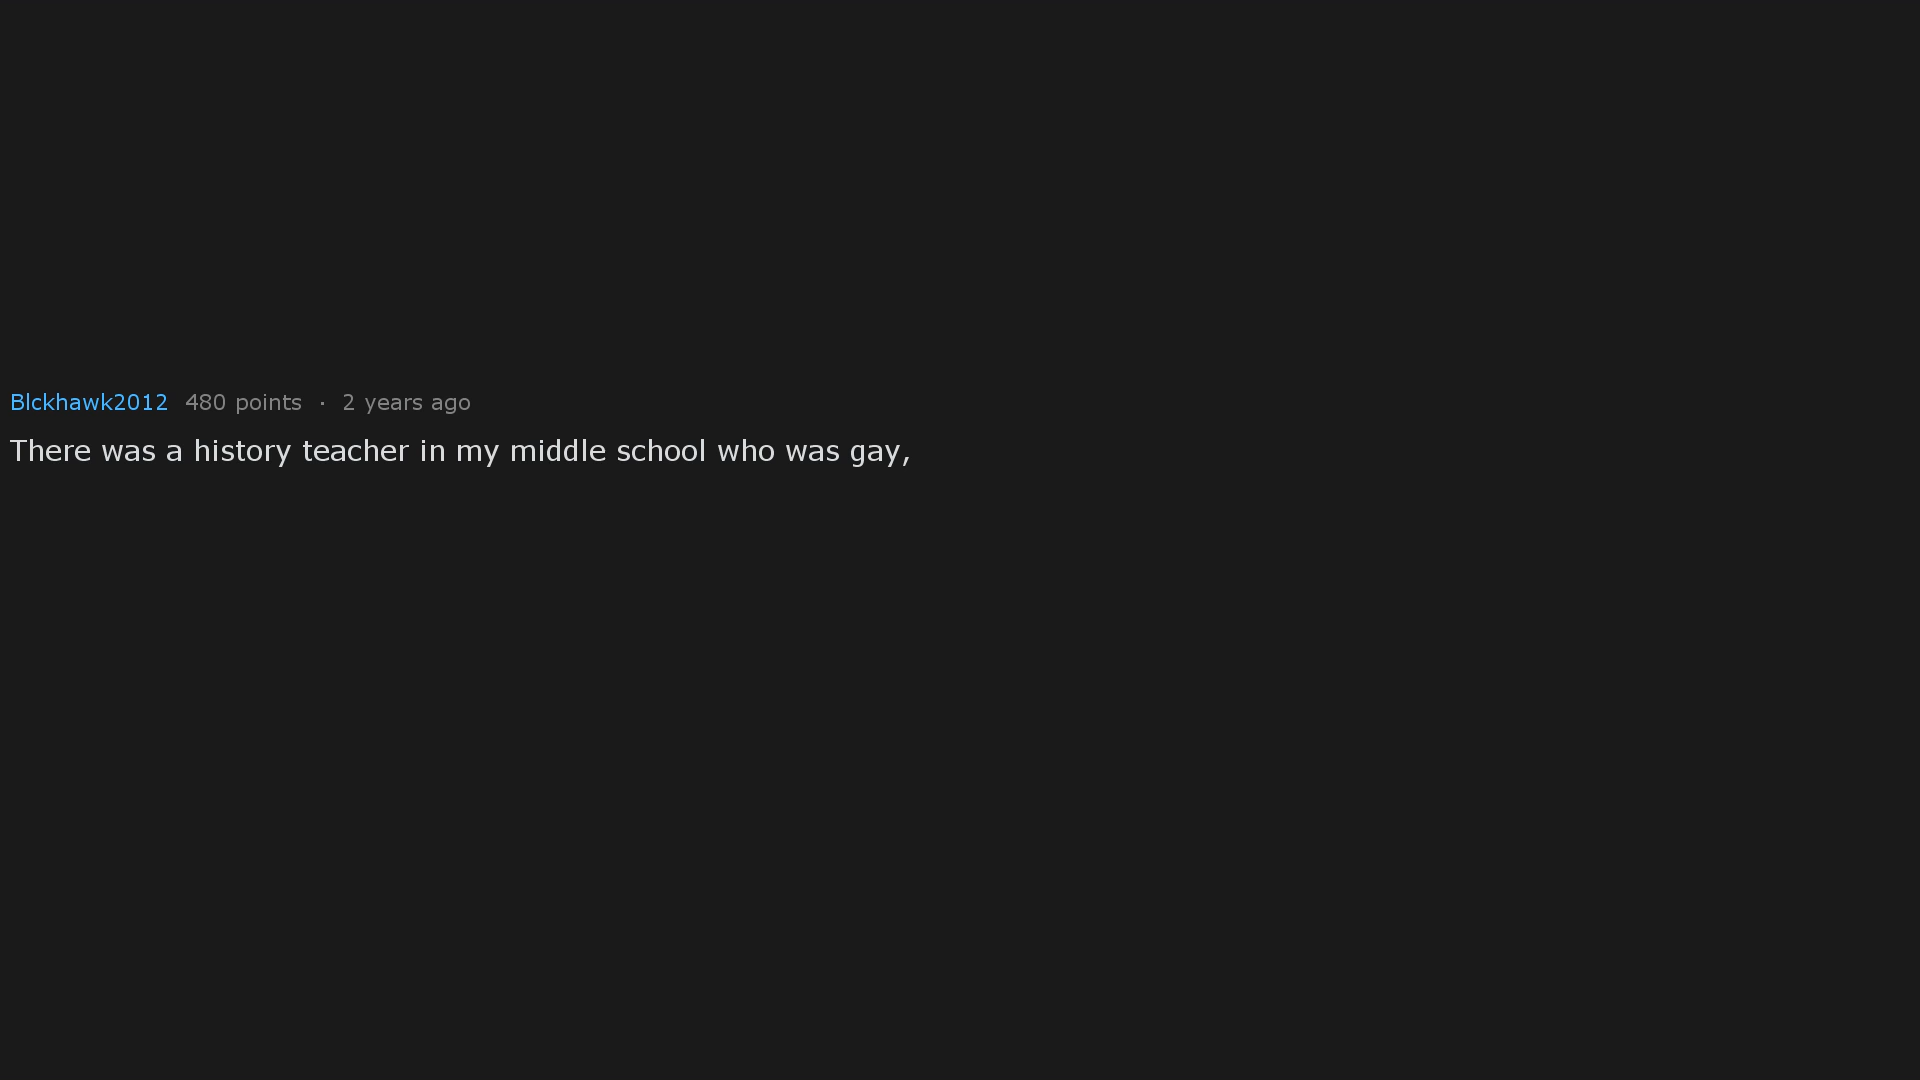 Blckhawk2012 480 points · 2 years ago
There was a history teacher in my middle school who was gay,